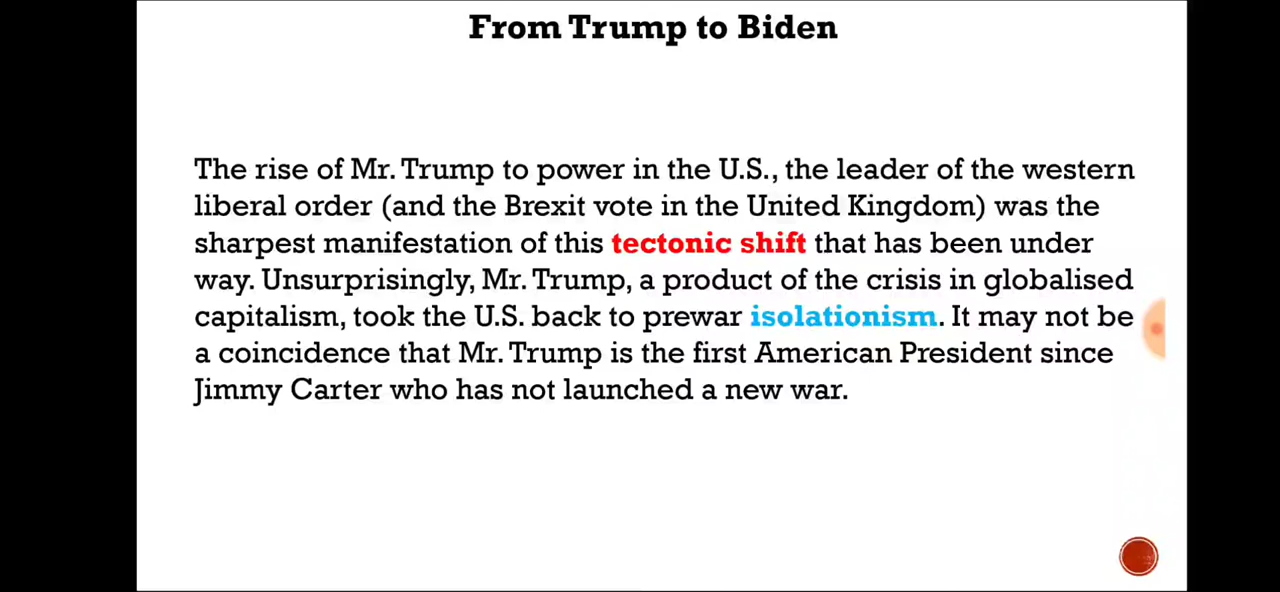 From Trump to Biden
The rise of Mr. Trump to power in the U.S., the leader of the western
liberal order (and the Brexit vote in the United Kingdom) was the
sharpest manifestation of this tectonic shift that has been under
way. Unsurprisingly, Mr. Trump, a product of the crisis in globalised
capitalism, took the U.S. back to prewar isolationism. It may not be
a coincidence that Mr. Trump is the first American President since
Jimmy Carter who has not launched a new war.